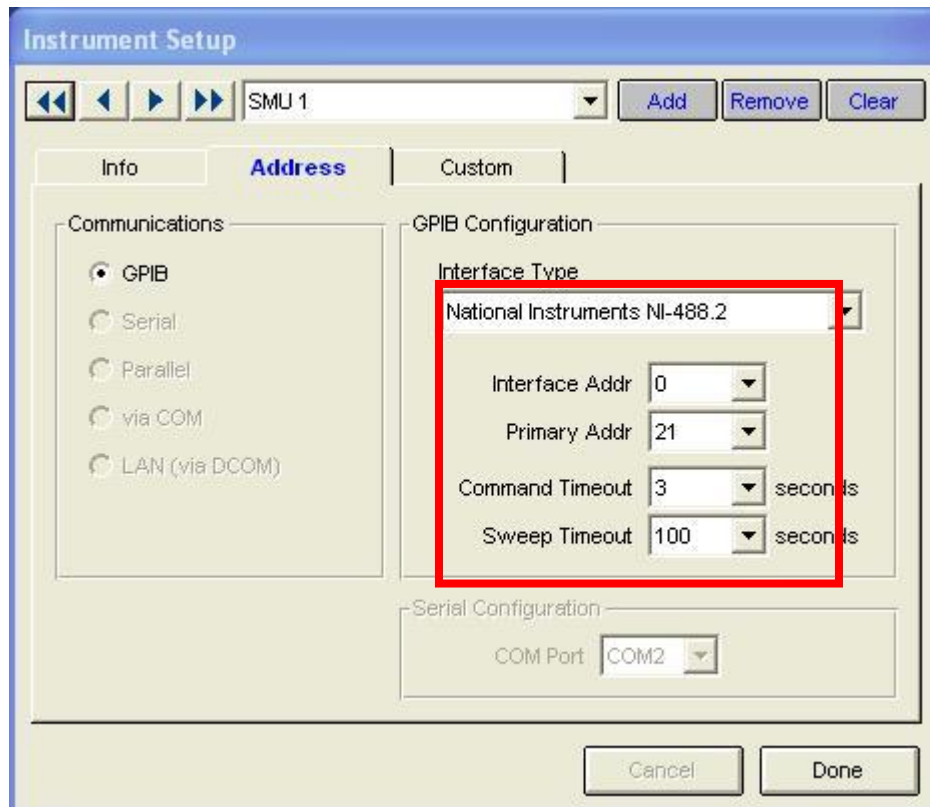 Instrument Setup
SMU 1
Add
Remove
Clear
Info
Address
Custom
Communications
GPIB
Serial
Parallel
via COM
LAN (via DCOM)
GPIB Configuration
Interface Type
National Instruments NI-488.2
Interface Addr 0
Primary Addr 21
Command Timeout 3 seconds
Sweep Timeout 100 seconds
Serial Configuration
COM Port COM2
Cancel
Done